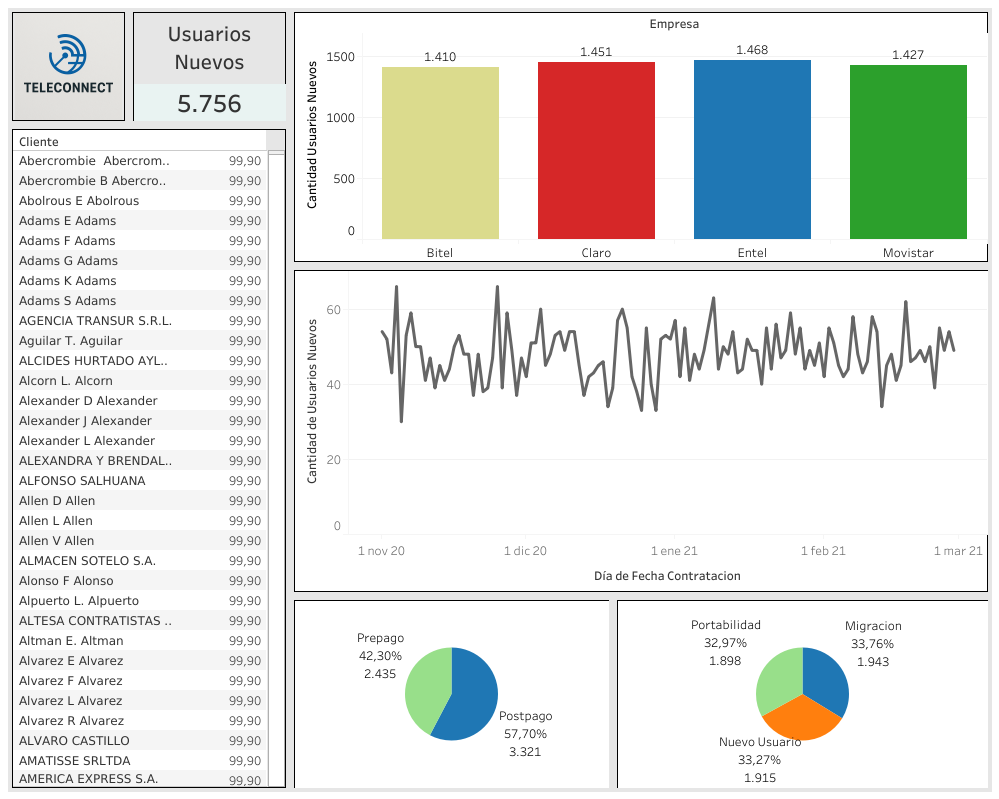 TELECONNECT
Usuarios
Nuevos
5.756
Cliente
Abercrombie  Abercrom.. 99,90
Abercrombie B Abercro.. 99,90
Abolrous E Abolrous 99,90
Adams E Adams 99,90
Adams F Adams 99,90
Adams G Adams 99,90
Adams K Adams 99,90
Adams S Adams 99,90
AGENCIA TRANSUR S.R.L. 99,90
Aguilar T. Aguilar 99,90
ALCIDES HURTADO AYL.. 99,90
Alcorn L. Alcorn 99,90
Alexander D Alexander 99,90
Alexander J Alexander 99,90
Alexander L Alexander 99,90
ALEXANDRA Y BRENDAL.. 99,90
ALFONSO SALHUANA 99,90
Allen D Allen 99,90
Allen L Allen 99,90
Allen V Allen 99,90
ALMACEN SOTELO S.A. 99,90
Alonso F Alonso 99,90
Alpuerto L. Alpuerto 99,90
ALTESA CONTRATISTAS .. 99,90
Altman E. Altman 99,90
Alvarez E Alvarez 99,90
Alvarez F Alvarez 99,90
Alvarez L Alvarez 99,90
Alvarez R Alvarez 99,90
ALVARO CASTILLO 99,90
AMATISSE SRLTDA 99,90
AMERICA EXPRESS S.A. 99,90
Empresa
Cantidad Usuarios Nuevos
1500
1000
500
0
1.410
1.451
1.468
1.427
Bitel
Claro
Entel
Movistar
Cantidad de Usuarios Nuevos
60
40
20
0
1 nov 20
1 dic 20
1 ene 21
1 feb 21
1 mar 21
Día de Fecha Contratacion
Prepago
42,30%
2.435
Postpago
57,70%
3.321
Portabilidad
32,97%
1.898
Migracion
33,76%
1.943
Nuevo Usuario
33,27%
1.915